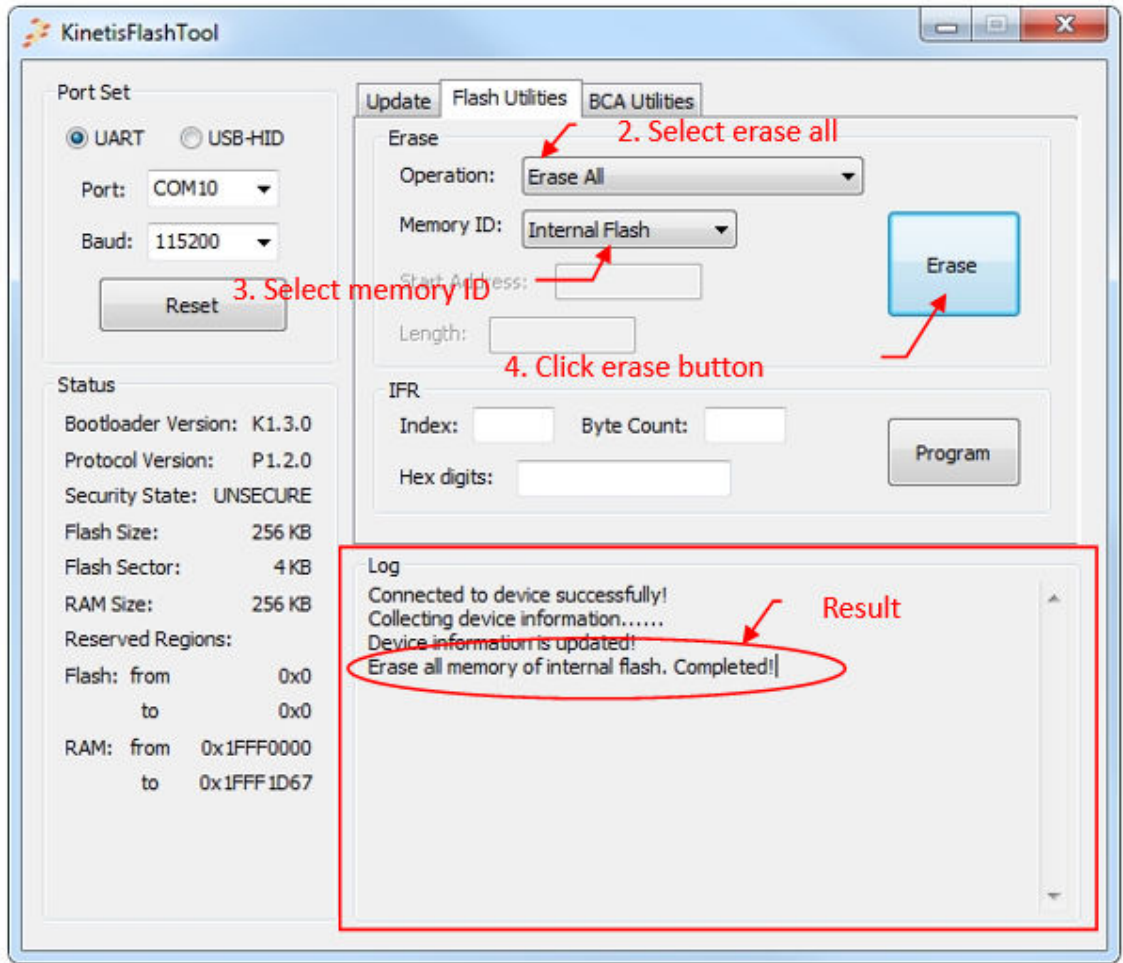 KinetisFlashTool
Port Set
UART USB-HID
Port: COM10
Baud: 115200
Reset
Update Flash Utilities BCA Utilities
2. Select erase all
Erase
Operation: Erase All
Memory ID: Internal Flash
3. Select memory ID
Start Address:
Length:
Erase
4. Click erase button
IFR
Index: Byte Count:
Hex digits:
Program
Status
Bootloader Version: K1.3.0
Protocol Version: P1.2.0
Security State: UNSECURE
Flash Size: 256 KB
Flash Sector: 4 KB
RAM Size: 256 KB
Reserved Regions:
Flash: from 0x0
to 0x0
RAM: from 0x1FFF0000
to 0x1FFF1D67
Log
Connected to device successfully!
Collecting device information......
Device information is updated!
Erase all memory of internal flash. Completed!
Result